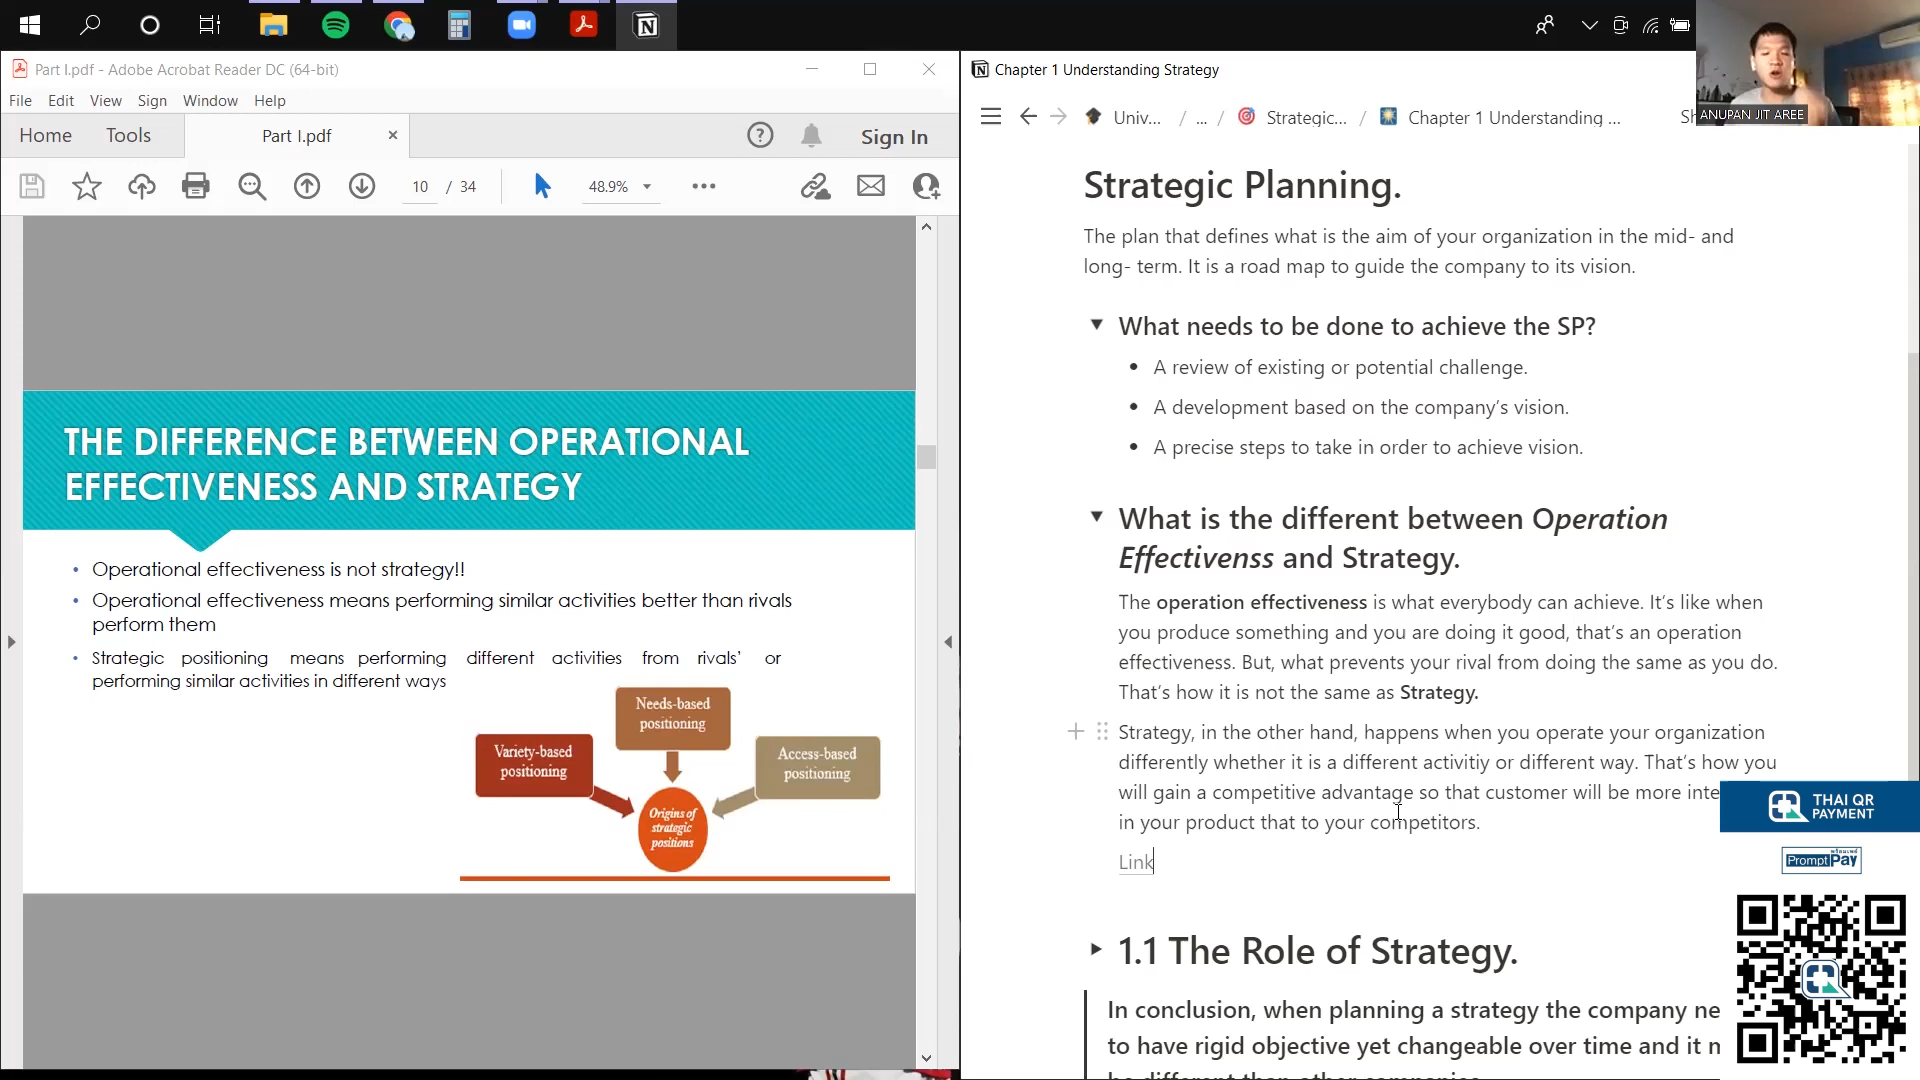 Part I.pdf - Adobe Acrobat Reader DC (64-bit)
File Edit View Sign Window Help
Home Tools Part I.pdf × Sign In
10 / 34 48.9%
THE DIFFERENCE BETWEEN OPERATIONAL
EFFECTIVENESS AND STRATEGY
• Operational effectiveness is not strategy!!
• Operational effectiveness means performing similar activities better than rivals
perform them
• Strategic positioning means performing different activities from rivals’ or
performing similar activities in different ways
Needs-based
positioning
Variety-based
positioning
Access-based
positioning
Origins of
strategic
positions
Chapter 1 Understanding Strategy
Univ... / ... / Strategic... / Chapter 1 Understanding ...
ANUPAN JIT AREE
Strategic Planning.
The plan that defines what is the aim of your organization in the mid- and
long- term. It is a road map to guide the company to its vision.
What needs to be done to achieve the SP?
• A review of existing or potential challenge.
• A development based on the company’s vision.
• A precise steps to take in order to achieve vision.
What is the different between Operation
Effectivenss and Strategy.
The operation effectiveness is what everybody can achieve. It’s like when
you produce something and you are doing it good, that’s an operation
effectiveness. But, what prevents your rival from doing the same as you do.
That’s how it is not the same as Strategy.
Strategy, in the other hand, happens when you operate your organization
differently whether it is a different activitiy or different way. That’s how you
will gain a competitive advantage so that customer will be more inte
in your product that to your competitors.
Link
1.1 The Role of Strategy.
In conclusion, when planning a strategy the company ne
to have rigid objective yet changeable over time and it
be different than other companies.
THAI QR
PAYMENT
พร้อมเพย์
PromptPay